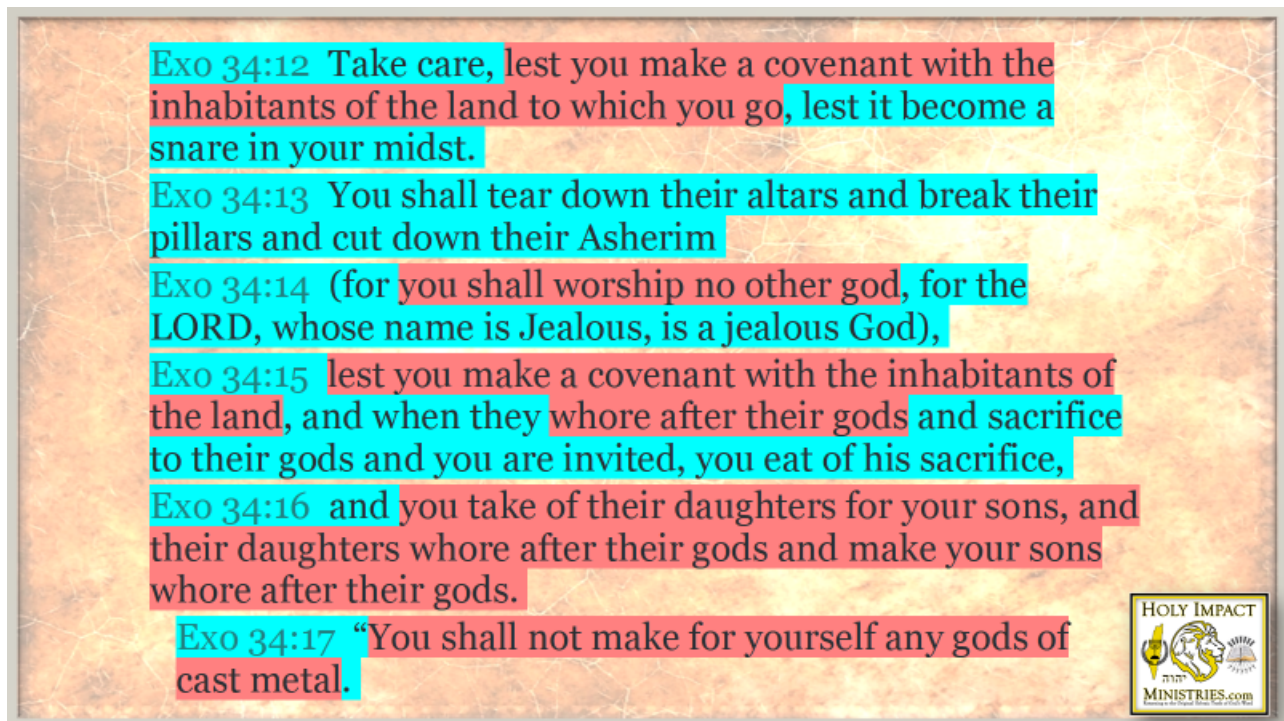 Exo 34:12 Take care, lest you make a covenant with the
inhabitants of the land to which you go, lest it become a
snare in your midst.
Exo 34:13 You shall tear down their altars and break their
pillars and cut down their Asherim
Exo 34:14 (for you shall worship no other god, for the
LORD, whose name is Jealous, is a jealous God),
Exo 34:15 lest you make a covenant with the inhabitants of
the land, and when they whore after their gods and sacrifice
to their gods and you are invited, you eat of his sacrifice,
Exo 34:16 and you take of their daughters for your sons, and
their daughters whore after their gods and make your sons
whore after their gods.
Exo 34:17 “You shall not make for yourself any gods of
cast metal.
HOLY IMPACT
יהוה
MINISTRIES.com